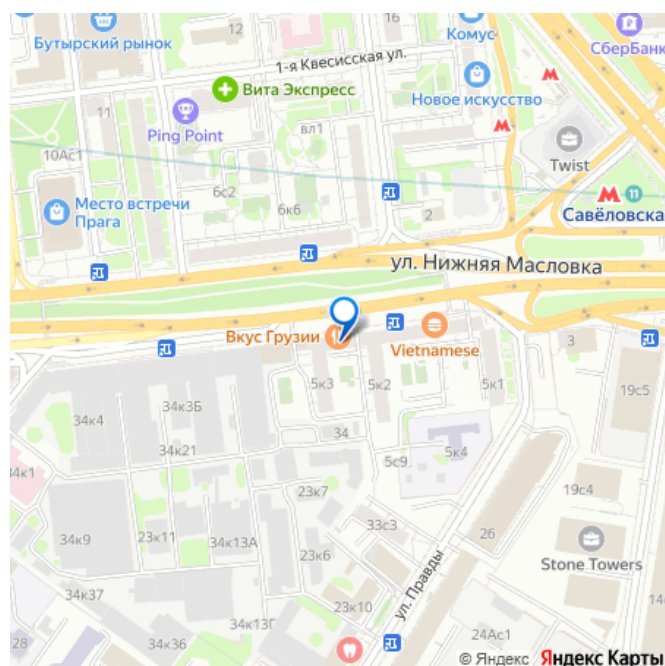 16
Бутырский рынок
12
Комус
СберБанк
1-я Квесисская ул.
Вита Экспресс
Новое искусство
11
Ping Point
вл1
10Ас1
Twist
6с2
11
Место встречи
Прага
6к6
2
Савёловска
ул. Нижняя Масловка
Вкус Грузии
Vietnamese
3
5к3
5к2
5к1
19с5
34к3Б
34к4
34
34к21
5с9
5к4
34к1
23к7
19с4
33с3
26
34к9
23к11
34к13А
23к6
Stone Towers
ул. Правды
34к37
23к10
34к13Г
28
34к36
24Ас1
© Яндекс Яндекс Карты